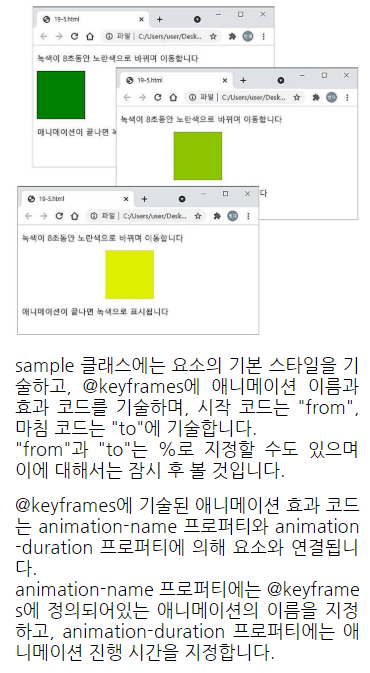 19-5.html
파일 | C:/Users/user/Desk...
녹색이 8초동안 노란색으로 바뀌며 이동합니다
애니메이션이 끝나면 녹
19-5.html
파일 | C:/Users/user/Desk...
녹색이 8초동안 노란색으로 바뀌며 이동합니다
다
19-5.html
파일 | C:/Users/user/Desk...
녹색이 8초동안 노란색으로 바뀌며 이동합니다
애니메이션이 끝나면 녹색으로 표시됩니다
sample 클래스에는 요소의 기본 스타일을 기
술하고, @keyframes에 애니메이션 이름과
효과 코드를 기술하며, 시작 코드는 "from",
마침 코드는 "to"에 기술합니다.
"from"과 "to"는 %로 지정할 수도 있으며
이에 대해서는 잠시 후 볼 것입니다.
@keyframes에 기술된 애니메이션 효과 코드
는 animation-name 프로퍼티와 animation
-duration 프로퍼티에 의해 요소와 연결됩니
다.
animation-name 프로퍼티에는 @keyframe
s에 정의되어있는 애니메이션의 이름을 지정
하고, animation-duration 프로퍼티에는 애
니메이션 진행 시간을 지정합니다.